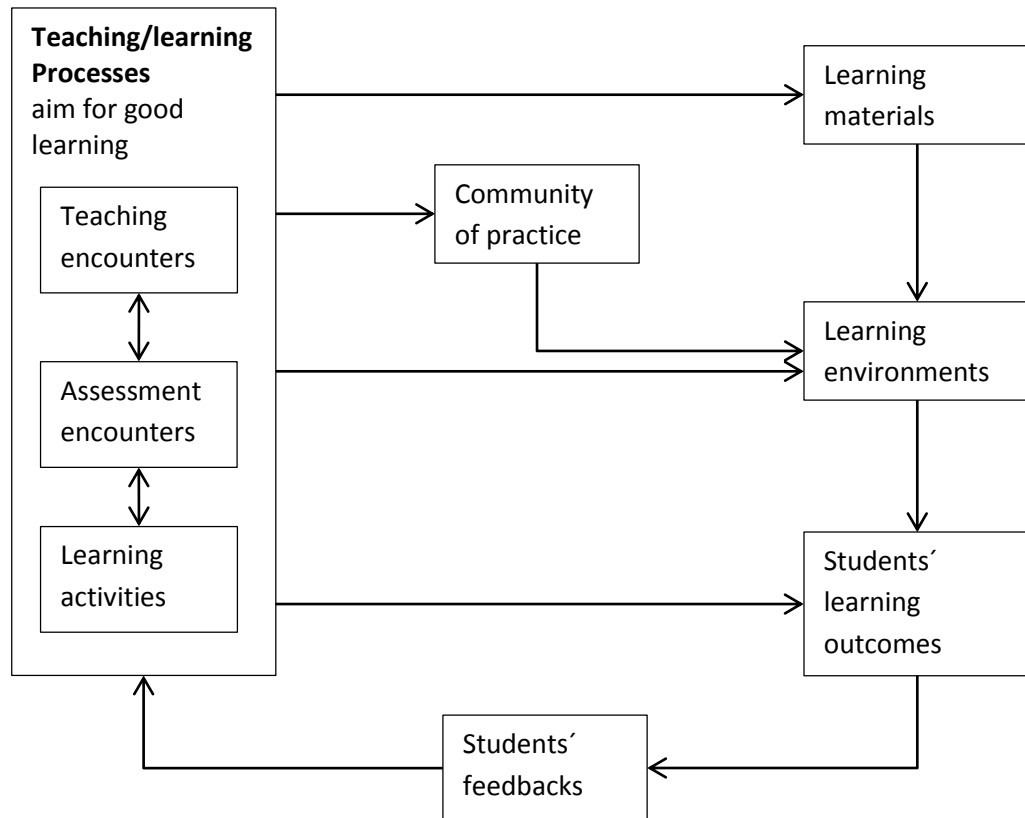 Teaching/learning
Processes
aim for good
learning
Teaching
encounters
Assessment
encounters
Learning
activities
Community
of practice
Learning
materials
Learning
environments
Students´
learning
outcomes
Students´
feedbacks